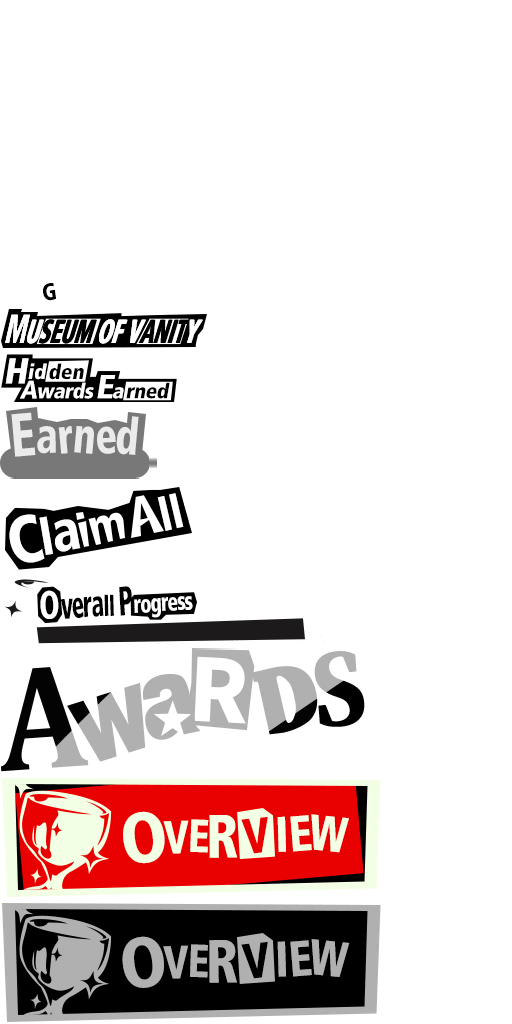 G
MUSEUM OF VANITY
Hidden
Awards Earned
Earned
Claim All
Overall Progress
AWaRDS
OVERVIEW
OVERVIEW